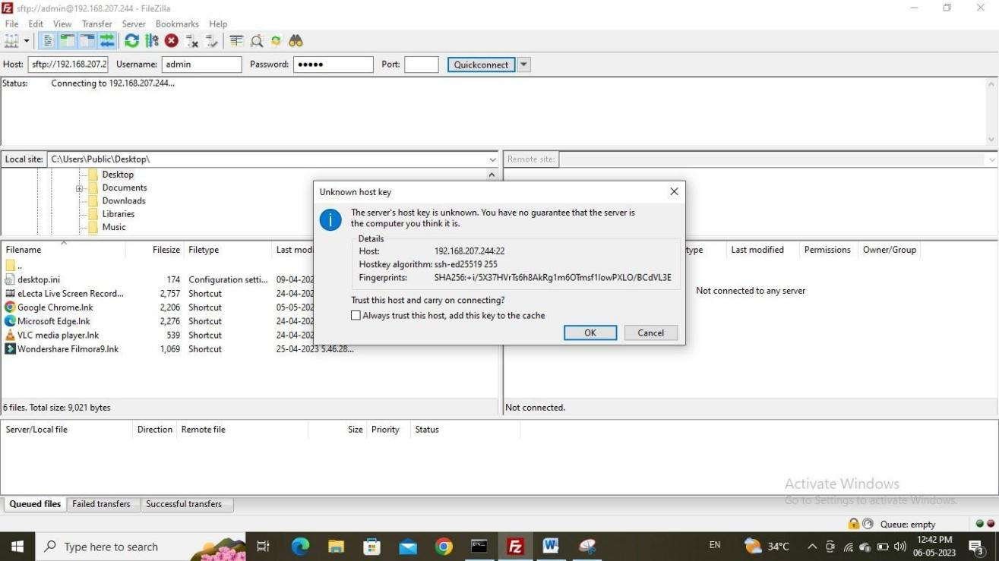 sftp://admin@192.168.207.244 - FileZilla
File Edit View Transfer Server Bookmarks Help
Host: sftp://192.168.207.2 Username: admin Password: ●●●●● Port: Quickconnect
Status: Connecting to 192.168.207.244...
Local site: C:\Users\Public\Desktop\
Remote site:
Desktop
Documents
Downloads
Libraries
Music
Filename Filesize Filetype Last modi
..
desktop.ini 174 Configuration setti... 09-04-202
eLecta Live Screen Record... 2,757 Shortcut 24-04-202
Google Chrome.lnk 2,206 Shortcut 05-05-202
Microsoft Edge.lnk 2,276 Shortcut 24-04-202
VLC media player.lnk 539 Shortcut 24-04-202
Wondershare Filmora9.lnk 1,069 Shortcut 25-04-2023 5.46.28...
6 files. Total size: 9,021 bytes
Unknown host key
The server's host key is unknown. You have no guarantee that the server is
the computer you think it is.
Details
Host: 192.168.207.244:22
Hostkey algorithm: ssh-ed25519 255
Fingerprints: SHA256:+i/5X37HVrTs6h8AkRg1m6OTmsf1IowPXLO/BCdVL3E
Trust this host and carry on connecting?
Always trust this host, add this key to the cache
OK Cancel
type Last modified Permissions Owner/Group
Not connected to any server
Not connected.
Server/Local file Direction Remote file Size Priority Status
Activate Windows
Go to Settings to activate Windows.
Queued files Failed transfers Successful transfers
Queue: empty
Type here to search
EN
34°C
12:42 PM
06-05-2023
3